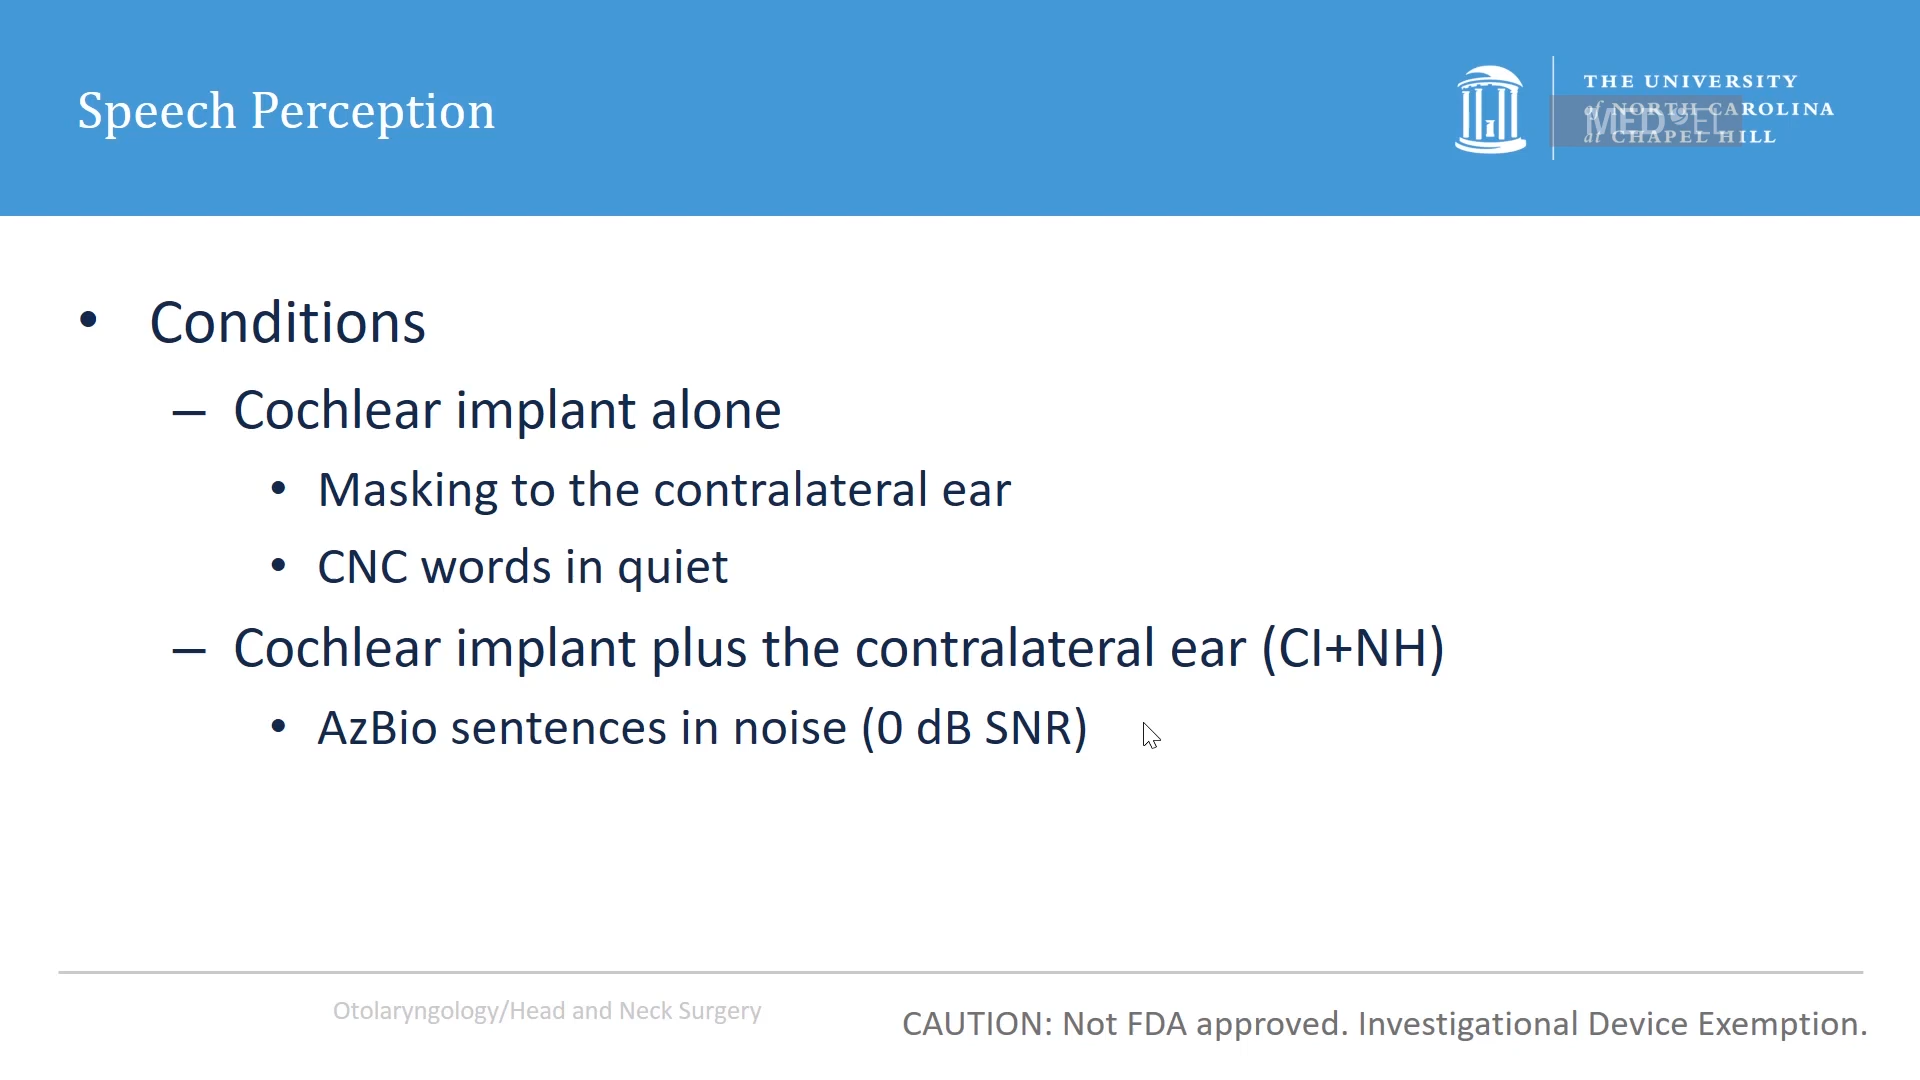 Speech Perception
THE UNIVERSITY
of NORTH CAROLINA
at CHAPEL HILL
MED-EL
• Conditions
– Cochlear implant alone
• Masking to the contralateral ear
• CNC words in quiet
– Cochlear implant plus the contralateral ear (CI+NH)
• AzBio sentences in noise (0 dB SNR)
Otolaryngology/Head and Neck Surgery
CAUTION: Not FDA approved. Investigational Device Exemption.